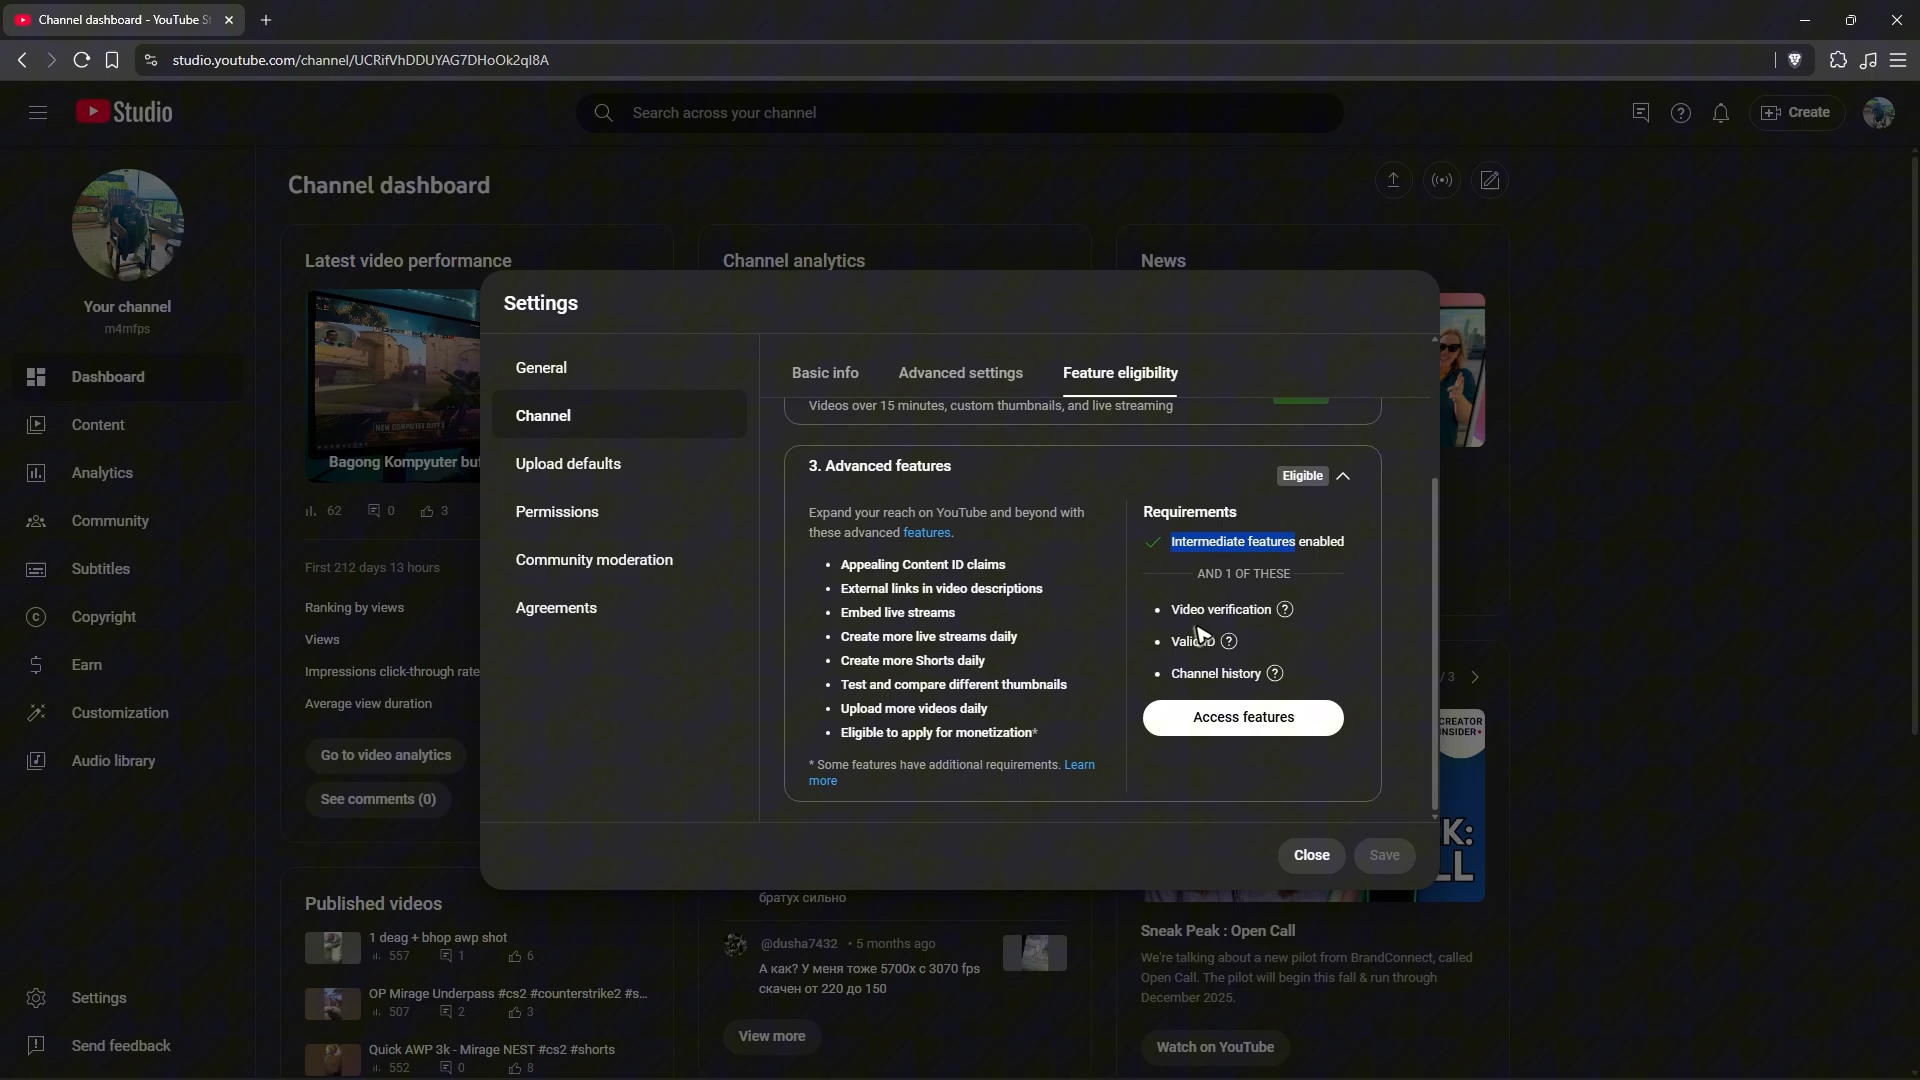 Channel dashboard - YouTube S
studio.youtube.com/channel/UCRifVhDDUYAG7DHoOk2ql8A
Studio
Search across your channel
Create
Channel dashboard
Your channel
m4mfps
Dashboard
Content
Analytics
Community
Subtitles
Copyright
Earn
Customization
Audio library
Settings
Send feedback
Latest video performance
NEW COMPUTER BUFF
Bagong Kompyuter buf
62 0 3
First 212 days 13 hours
Ranking by views
Views
Impressions click-through rate
Average view duration
Go to video analytics
See comments (0)
Published videos
1 deag + bhop awp shot
557 1 6
OP Mirage Underpass #cs2 #counterstrike2 #s...
507 2 3
Quick AWP 3k - Mirage NEST #cs2 #shorts
552 0 8
Channel analytics
братух сильно
@dusha7432 • 5 months ago
А как? У меня тоже 5700x с 3070 fps
скачен от 220 до 150
View more
News
/ 3
CREATOR
INSIDER
K:
LL
Sneak Peak : Open Call
We're talking about a new pilot from BrandConnect, called
Open Call. The pilot will begin this fall & run through
December 2025.
Watch on YouTube
Settings
General
Channel
Upload defaults
Permissions
Community moderation
Agreements
Basic info
Advanced settings
Feature eligibility
Videos over 15 minutes, custom thumbnails, and live streaming
3. Advanced features
Eligible
Expand your reach on YouTube and beyond with
these advanced features.
• Appealing Content ID claims
• External links in video descriptions
• Embed live streams
• Create more live streams daily
• Create more Shorts daily
• Test and compare different thumbnails
• Upload more videos daily
• Eligible to apply for monetization*
* Some features have additional requirements. Learn
more
Requirements
Intermediate features enabled
AND 1 OF THESE
• Video verification
• Valid ID
• Channel history
Access features
Close
Save